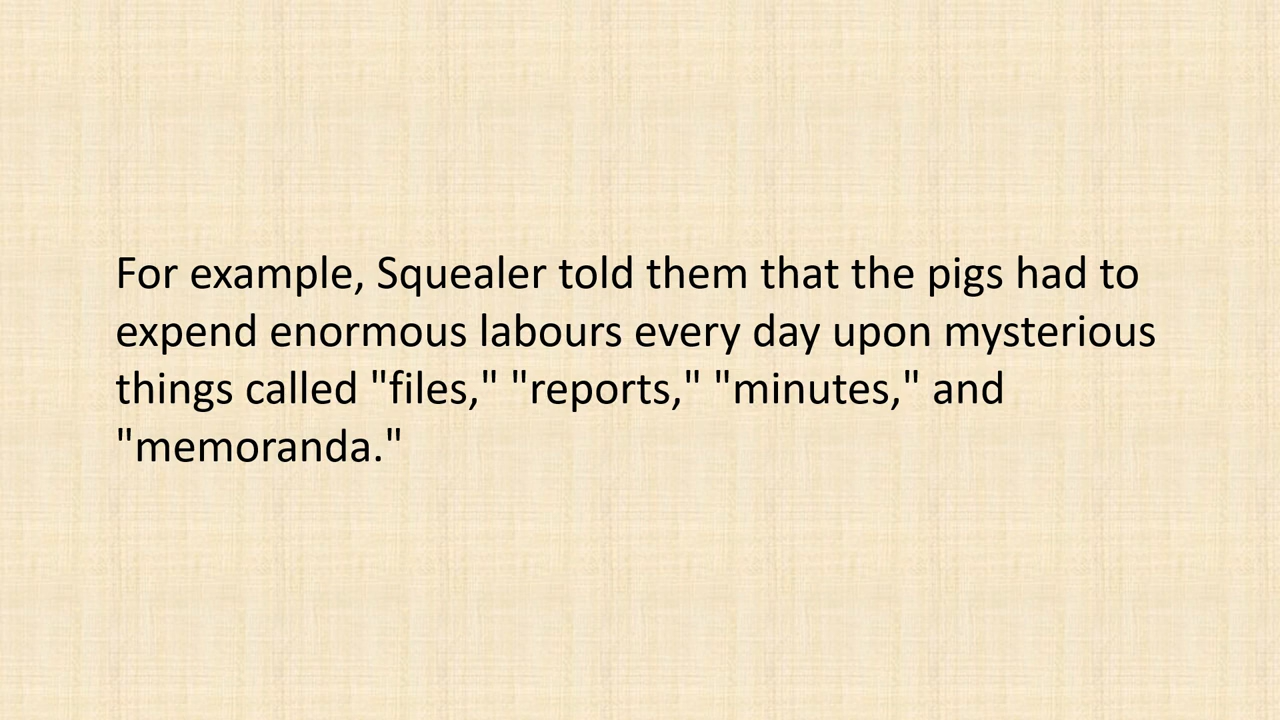 For example, Squealer told them that the pigs had to
expend enormous labours every day upon mysterious
things called "files," "reports," "minutes," and
"memoranda."